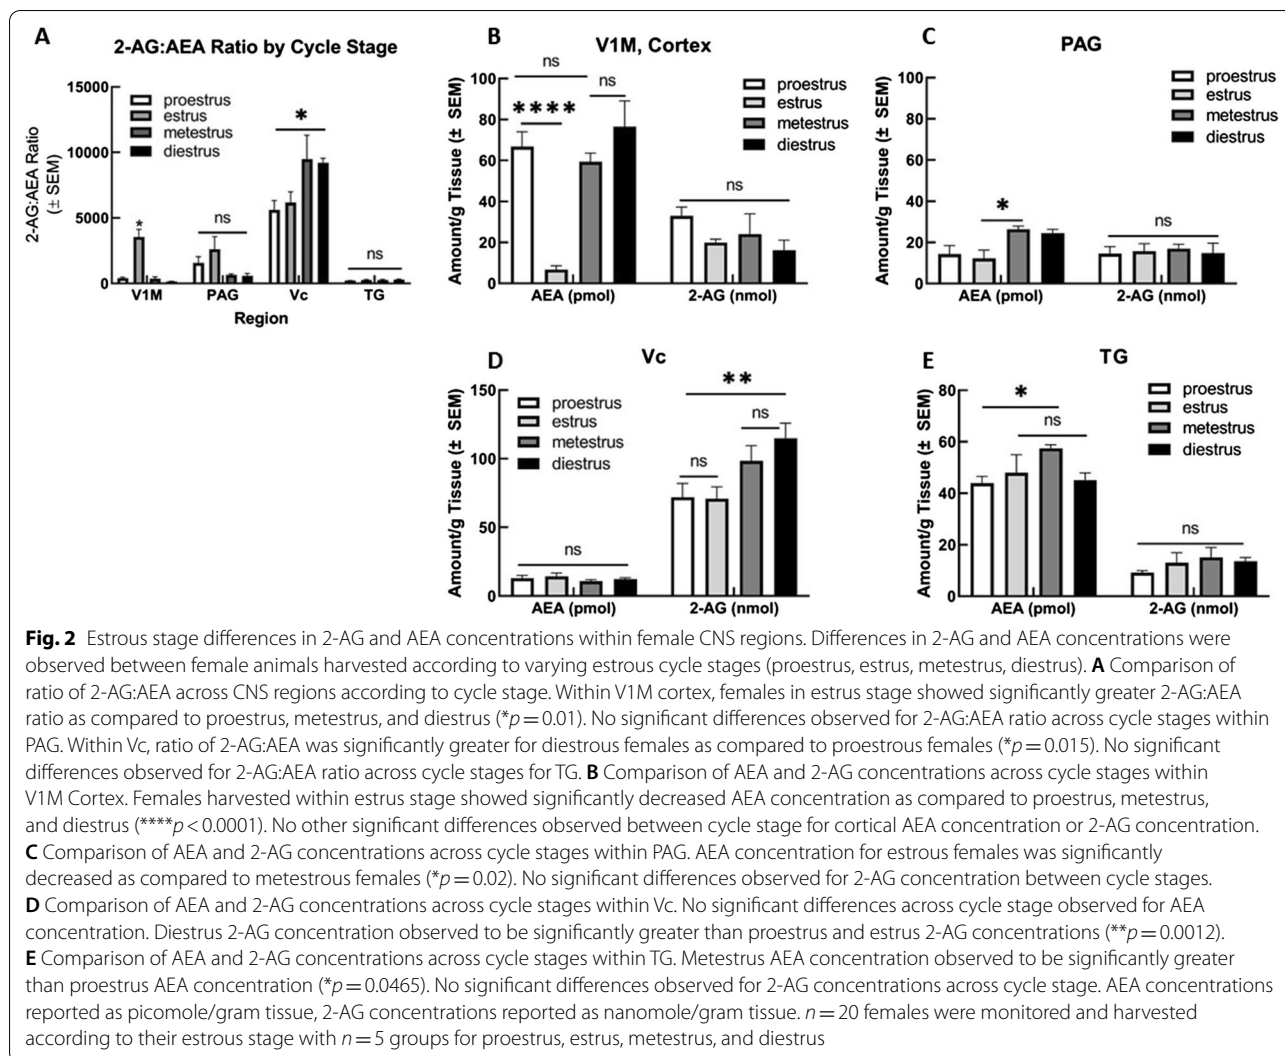 A
2-AG:AEA Ratio by Cycle Stage
2-AG:AEA Ratio
(± SEM)
15000
10000
5000
0
proestrus
estrus
metestrus
diestrus
*
ns
*
ns
V1M
PAG
Vc
TG
Region
B
V1M, Cortex
Amount/g Tissue (± SEM)
100
80
60
40
20
0
ns
ns
****
ns
proestrus
estrus
metestrus
diestrus
AEA (pmol)
2-AG (nmol)
C
PAG
Amount/g Tissue (± SEM)
100
80
60
40
20
0
proestrus
estrus
metestrus
diestrus
*
ns
AEA (pmol)
2-AG (nmol)
D
Vc
Amount/g Tissue (± SEM)
150
100
50
0
proestrus
estrus
metestrus
diestrus
**
ns
ns
ns
AEA (pmol)
2-AG (nmol)
E
TG
Amount/g Tissue (± SEM)
80
60
40
20
0
proestrus
estrus
metestrus
diestrus
*
ns
ns
AEA (pmol)
2-AG (nmol)
Fig. 2 Estrous stage differences in 2-AG and AEA concentrations within female CNS regions. Differences in 2-AG and AEA concentrations were
observed between female animals harvested according to varying estrous cycle stages (proestrus, estrus, metestrus, diestrus). A Comparison of
ratio of 2-AG:AEA across CNS regions according to cycle stage. Within V1M cortex, females in estrus stage showed significantly greater 2-AG:AEA
ratio as compared to proestrus, metestrus, and diestrus (*p = 0.01). No significant differences observed for 2-AG:AEA ratio across cycle stages within
PAG. Within Vc, ratio of 2-AG:AEA was significantly greater for diestrous females as compared to proestrous females (*p = 0.015). No significant
differences observed for 2-AG:AEA ratio across cycle stages for TG. B Comparison of AEA and 2-AG concentrations across cycle stages within
V1M Cortex. Females harvested within estrus stage showed significantly decreased AEA concentration as compared to proestrus, metestrus,
and diestrus (****p < 0.0001). No other significant differences observed between cycle stage for cortical AEA concentration or 2-AG concentration.
C Comparison of AEA and 2-AG concentrations across cycle stages within PAG. AEA concentration for estrous females was significantly
decreased as compared to metestrous females (*p = 0.02). No significant differences observed for 2-AG concentration between cycle stages.
D Comparison of AEA and 2-AG concentrations across cycle stages within Vc. No significant differences across cycle stage observed for AEA
concentration. Diestrus 2-AG concentration observed to be significantly greater than proestrus and estrus 2-AG concentrations (**p = 0.0012).
E Comparison of AEA and 2-AG concentrations across cycle stages within TG. Metestrus AEA concentration observed to be significantly greater
than proestrus AEA concentration (*p = 0.0465). No significant differences observed for 2-AG concentrations across cycle stage. AEA concentrations
reported as picomole/gram tissue, 2-AG concentrations reported as nanomole/gram tissue. n = 20 females were monitored and harvested
according to their estrous stage with n = 5 groups for proestrus, estrus, metestrus, and diestrus